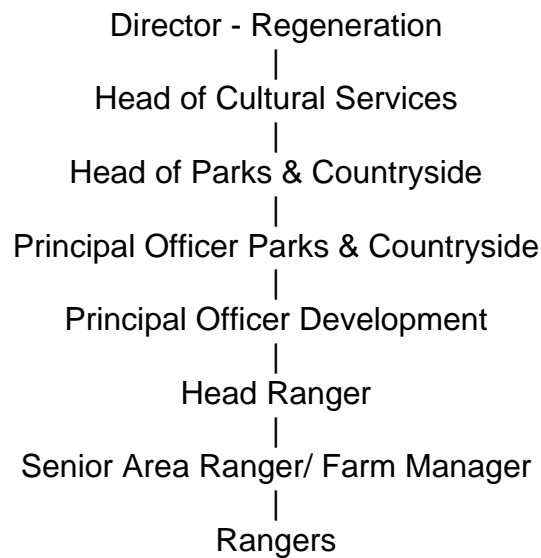 Director - Regeneration
|
Head of Cultural Services
|
Head of Parks & Countryside
|
Principal Officer Parks & Countryside
|
Principal Officer Development
|
Head Ranger
|
Senior Area Ranger/ Farm Manager
|
Rangers